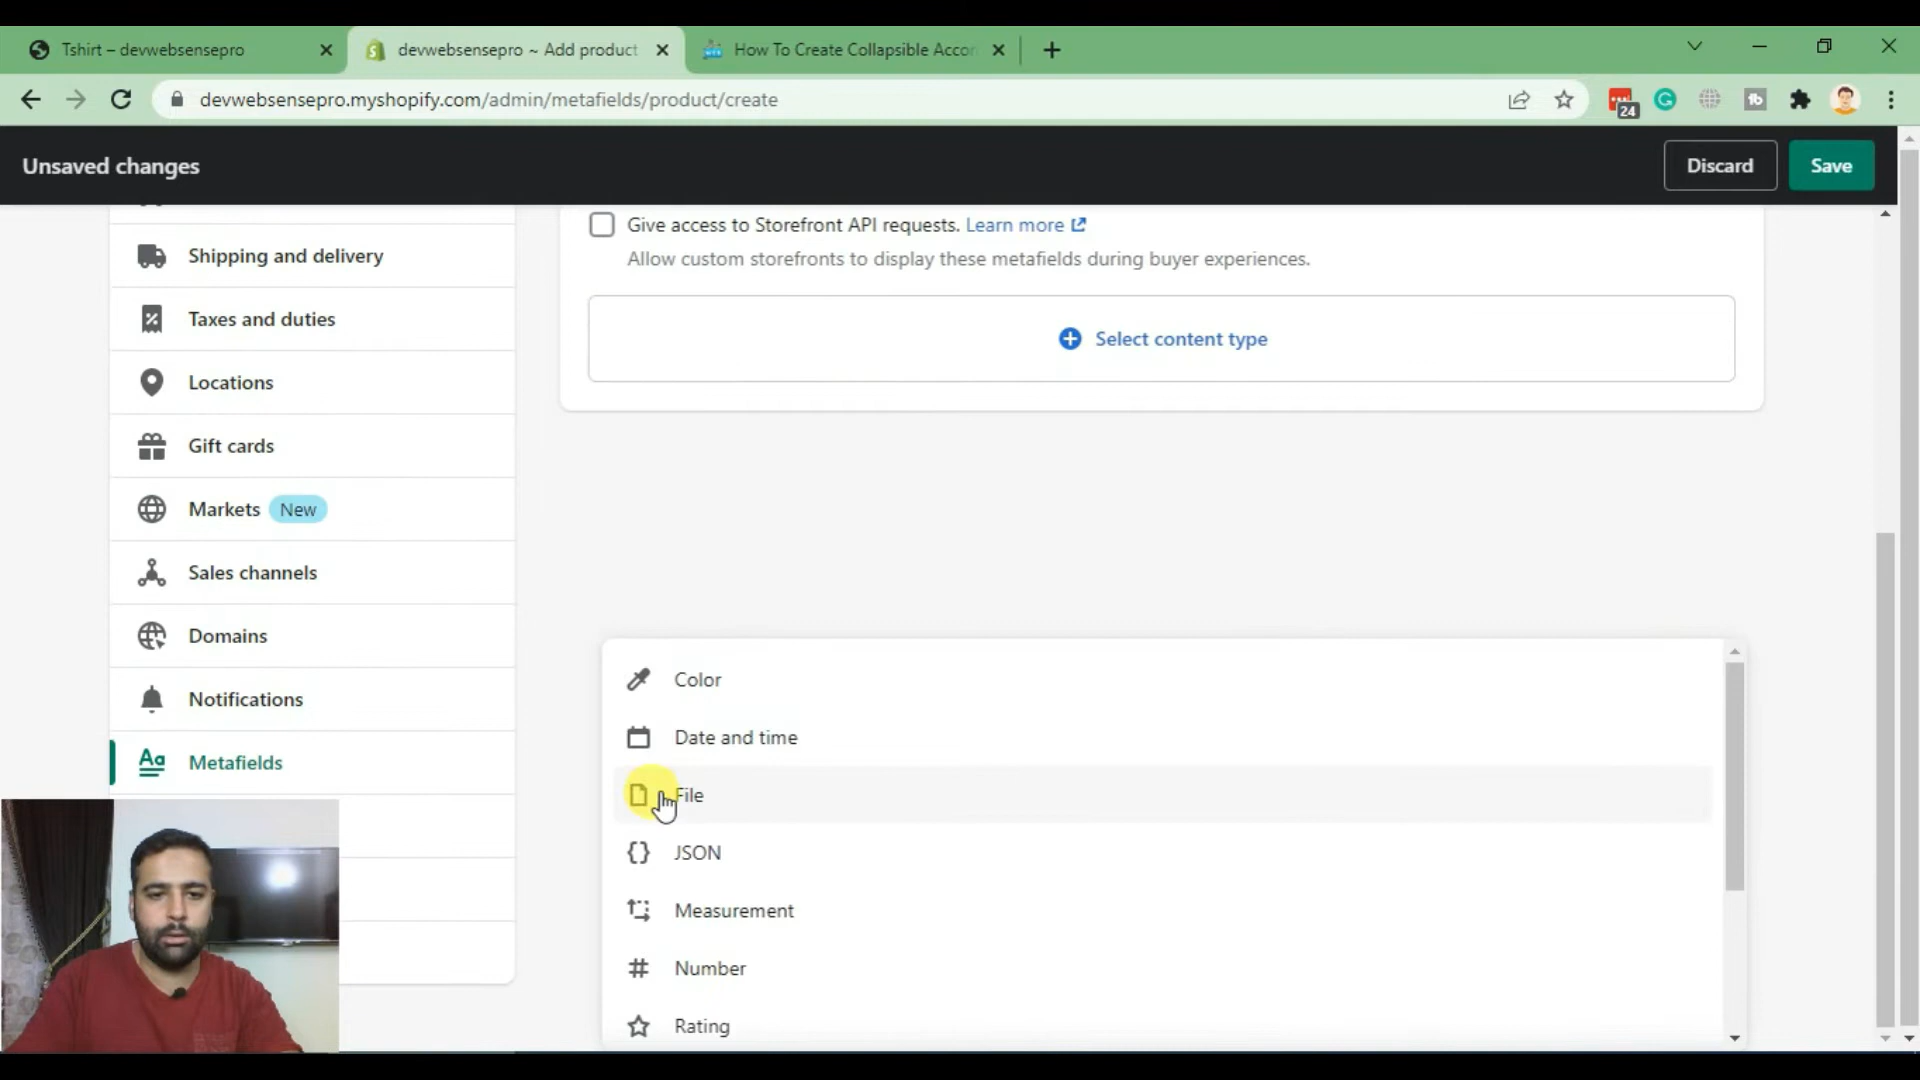 Tshirt – devwebsensepro
devwebsensepro ~ Add product
How To Create Collapsible Accor
devwebsensepro.myshopify.com/admin/metafields/product/create
24
Unsaved changes
Discard
Save
Shipping and delivery
Taxes and duties
Locations
Gift cards
Markets New
Sales channels
Domains
Notifications
Metafields
Give access to Storefront API requests. Learn more
Allow custom storefronts to display these metafields during buyer experiences.
Select content type
Color
Date and time
File
JSON
Measurement
Number
Rating